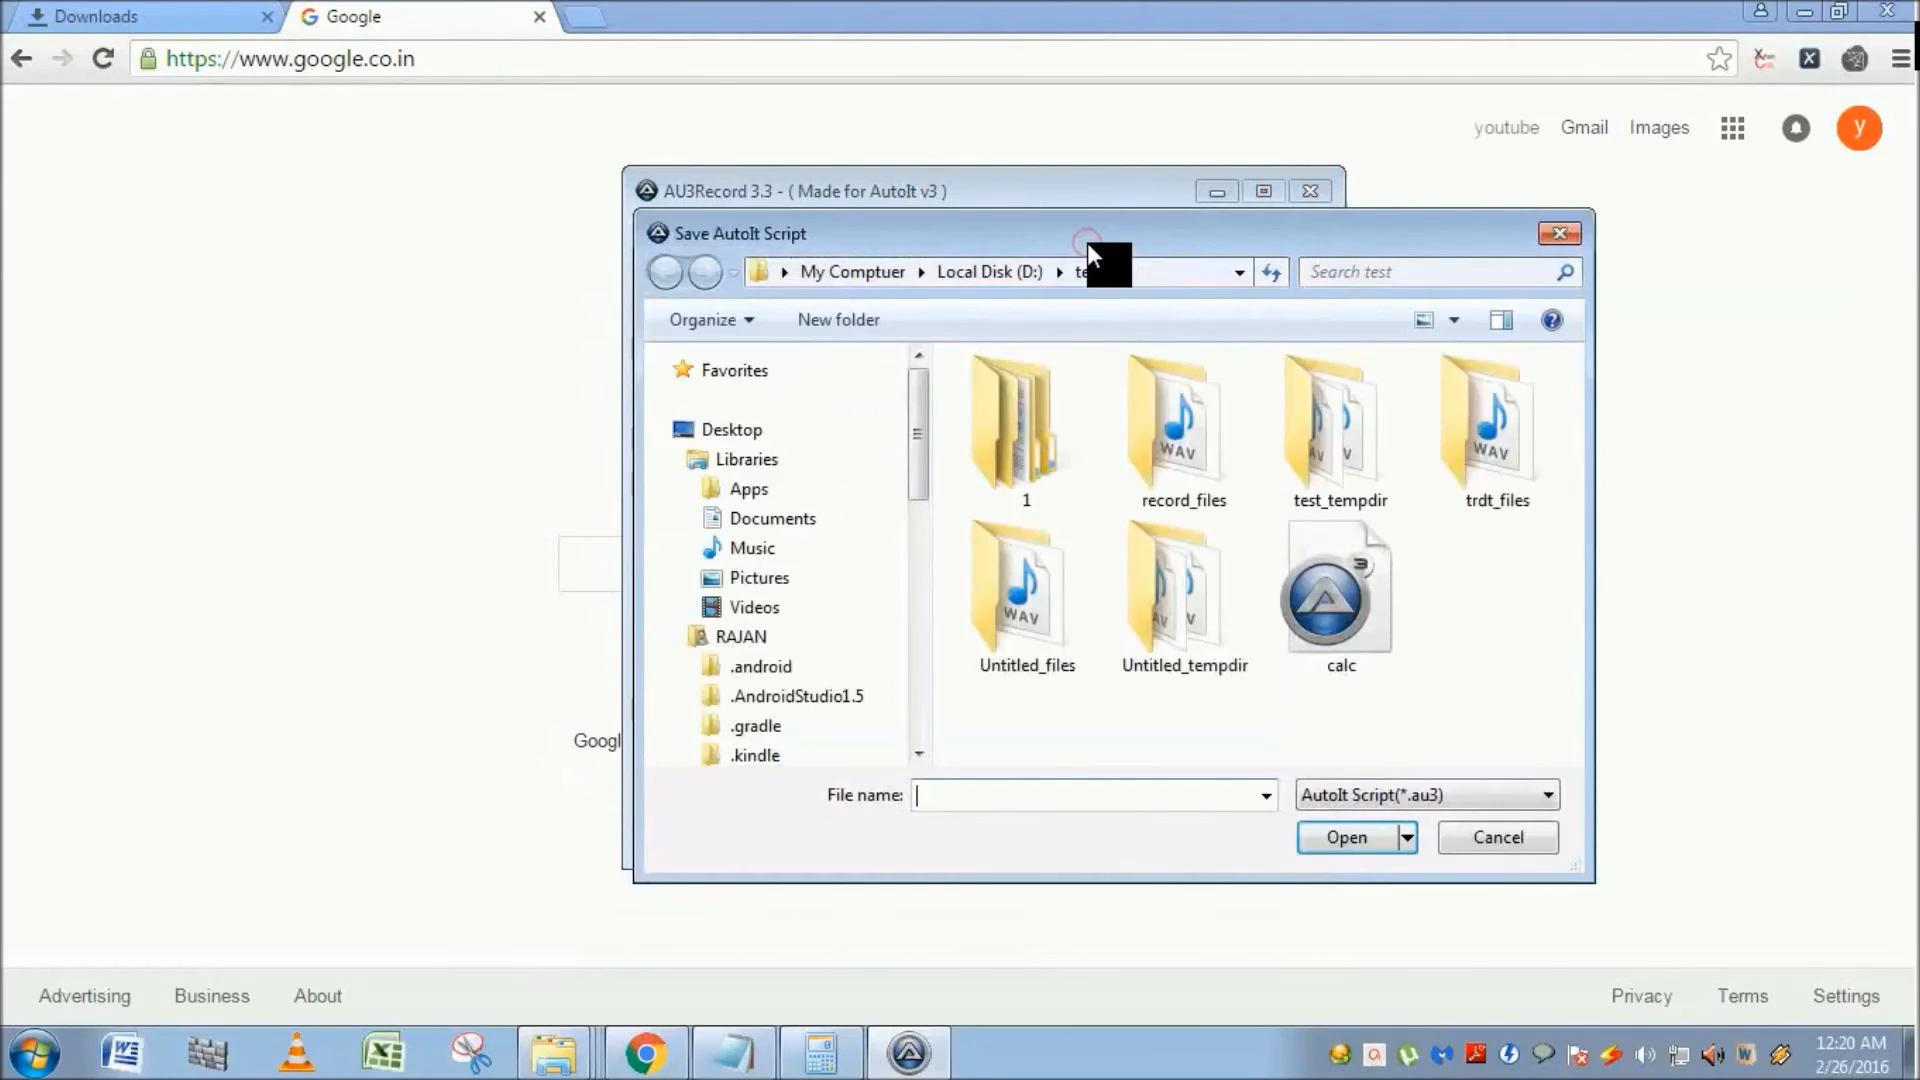 Downloads
Google
https://www.google.co.in
youtube Gmail Images
y
AU3Record 3.3 - ( Made for AutoIt v3 )
Save AutoIt Script
My Comptuer Local Disk (D:)
Search test
Organize New folder
Favorites
Desktop
Libraries
Apps
Documents
Music
Pictures
Videos
RAJAN
.android
.AndroidStudio1.5
.gradle
.kindle
WAV
WAV
1 record_files test_tempdir trdt_files
WAV
3
Untitled_files Untitled_tempdir calc
Googl
File name: AutoIt Script(*.au3)
Open Cancel
Advertising Business About
Privacy Terms Settings
12:20 AM
2/26/2016